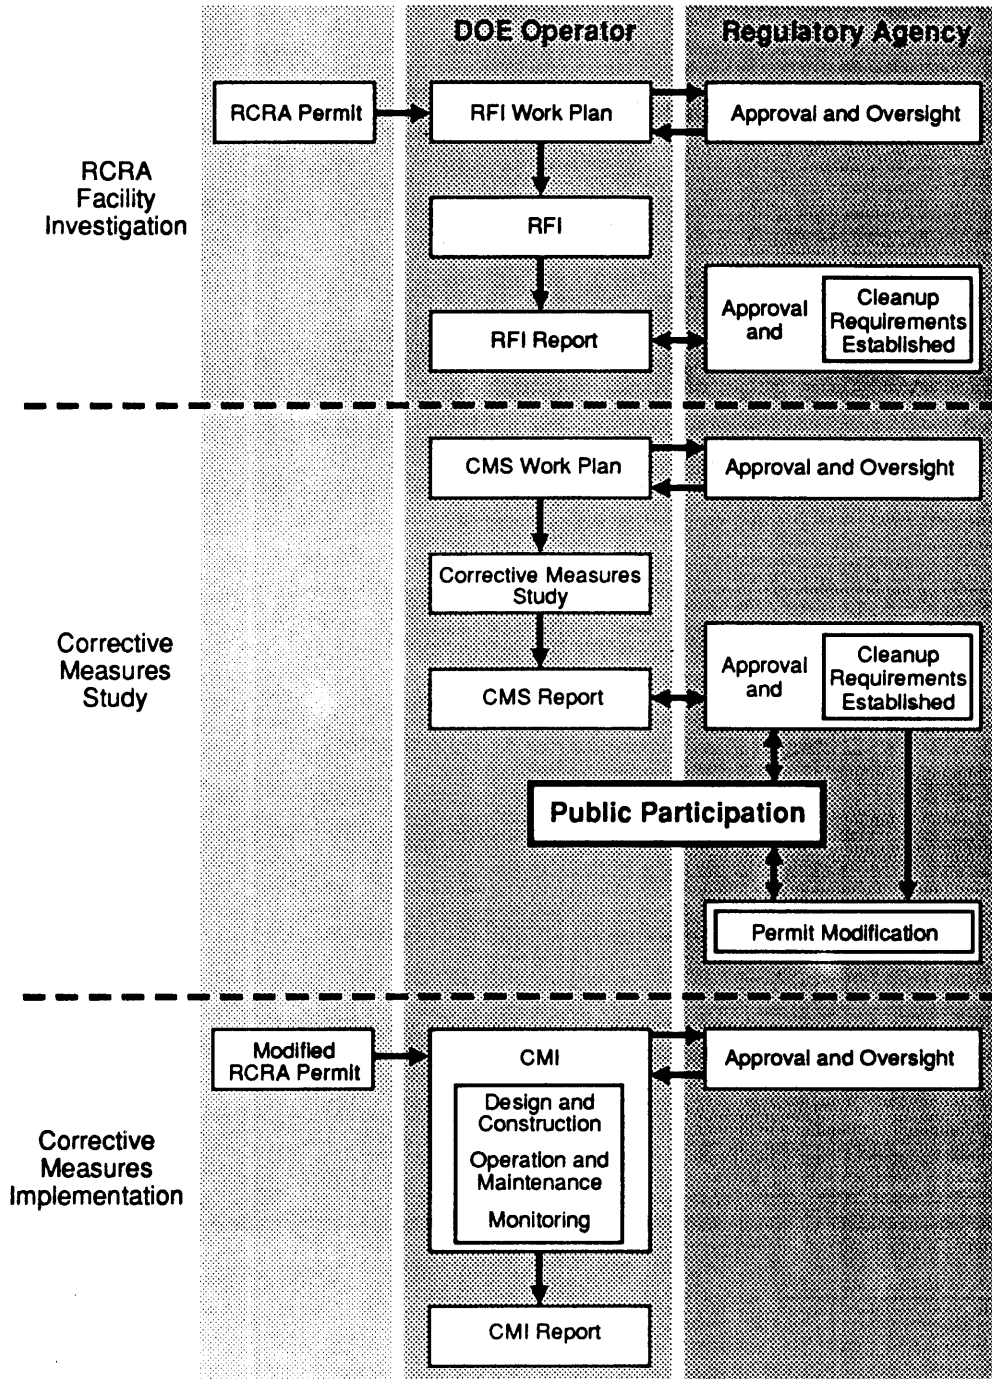 DOE Operator
Regulatory Agency
RCRA Permit
RFI Work Plan
Approval and Oversight
RCRA
Facility
Investigation
RFI
RFI Report
Approval
and
Cleanup
Requirements
Established
CMS Work Plan
Approval and Oversight
Corrective Measures
Study
Corrective
Measures
Study
CMS Report
Approval
and
Cleanup
Requirements
Established
Public Participation
Permit Modification
Modified
RCRA Permit
CMI
Approval and Oversight
Design and
Construction
Operation and
Maintenance
Monitoring
Corrective
Measures
Implementation
CMI Report